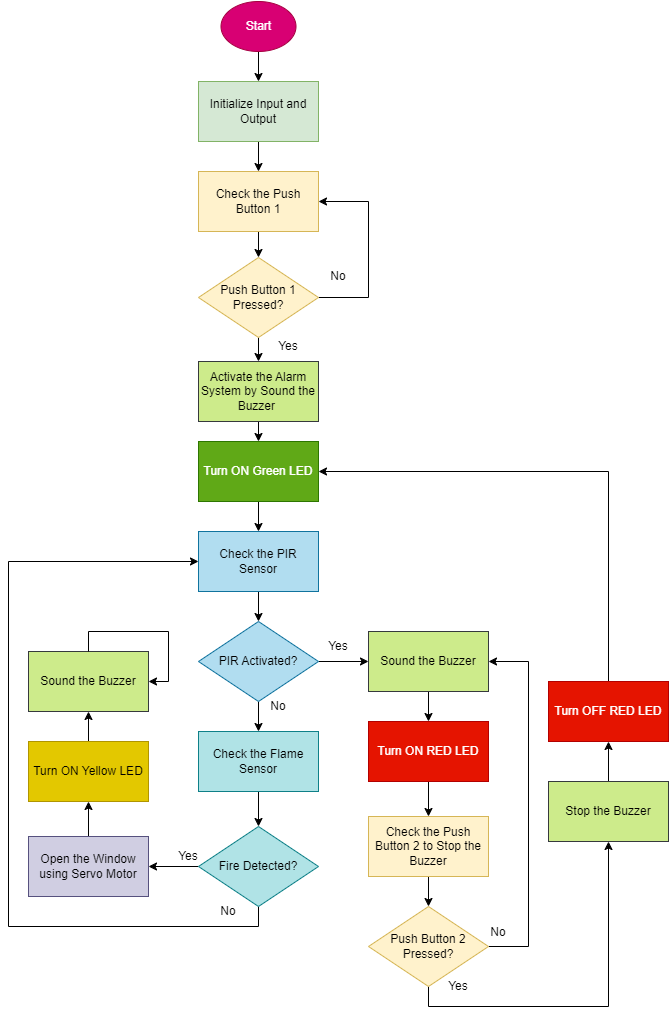 Start
Initialize Input and
Output
Check the Push
Button 1
No
Push Button 1
Pressed?
Yes
Activate the Alarm
System by Sound the
Buzzer
Turn ON Green LED
Check the PIR
Sensor
PIR Activated?
Yes
No
Sound the Buzzer
Turn ON RED LED
Check the Push
Button 2 to Stop the
Buzzer
Push Button 2
Pressed?
No
Yes
Stop the Buzzer
Turn OFF RED LED
Check the Flame
Sensor
Fire Detected?
Yes
No
Open the Window
using Servo Motor
Turn ON Yellow LED
Sound the Buzzer